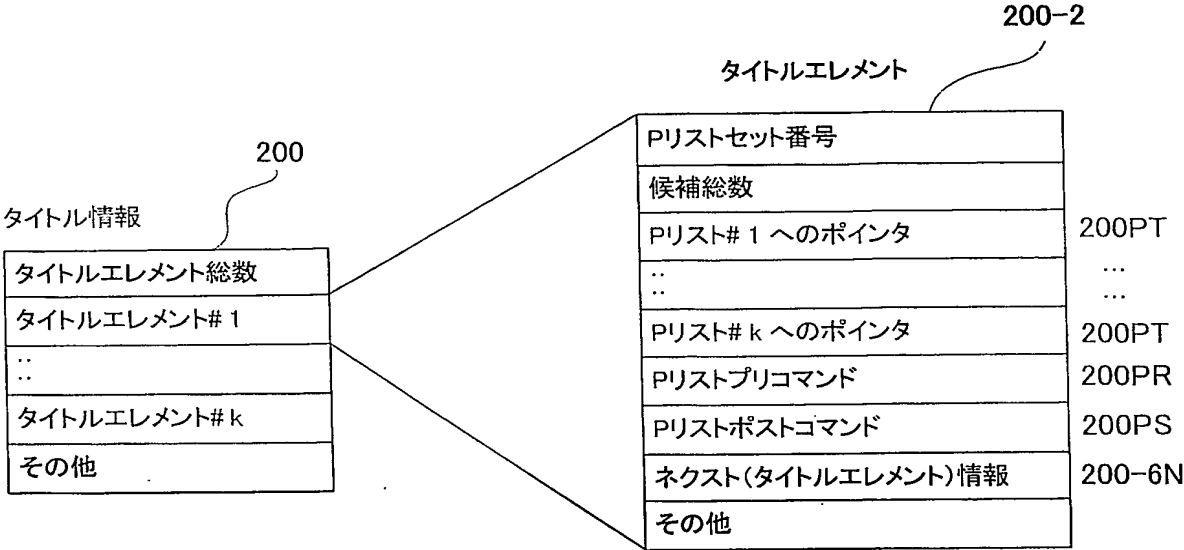 200-2
タイトルエレメント
200
タイトル情報
タイトルエレメント総数
タイトルエレメント#1
::
タイトルエレメント#k
その他
Pリストセット番号
候補総数
Pリスト#1 へのポインタ 200PT
:: ...
...
Pリスト#k へのポインタ 200PT
Pリストプリコマンド 200PR
Pリストポストコマンド 200PS
ネクスト(タイトルエレメント)情報 200-6N
その他